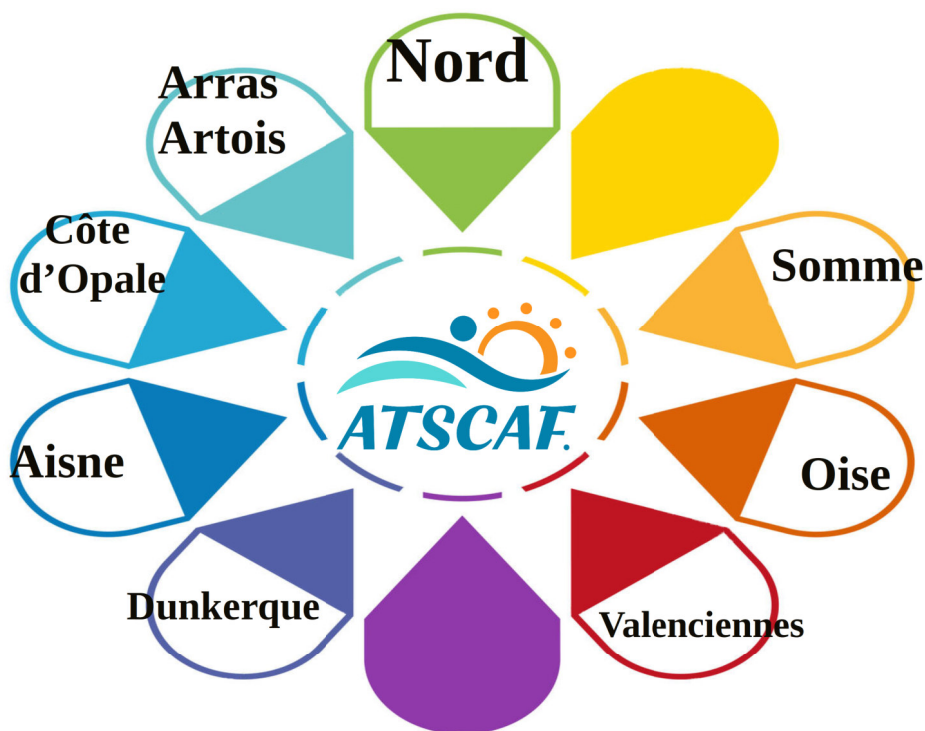 Nord
Arras
Artois
Côte
d’Opale
Somme
ATSCAF.
Aisne
Oise
Dunkerque
Valenciennes